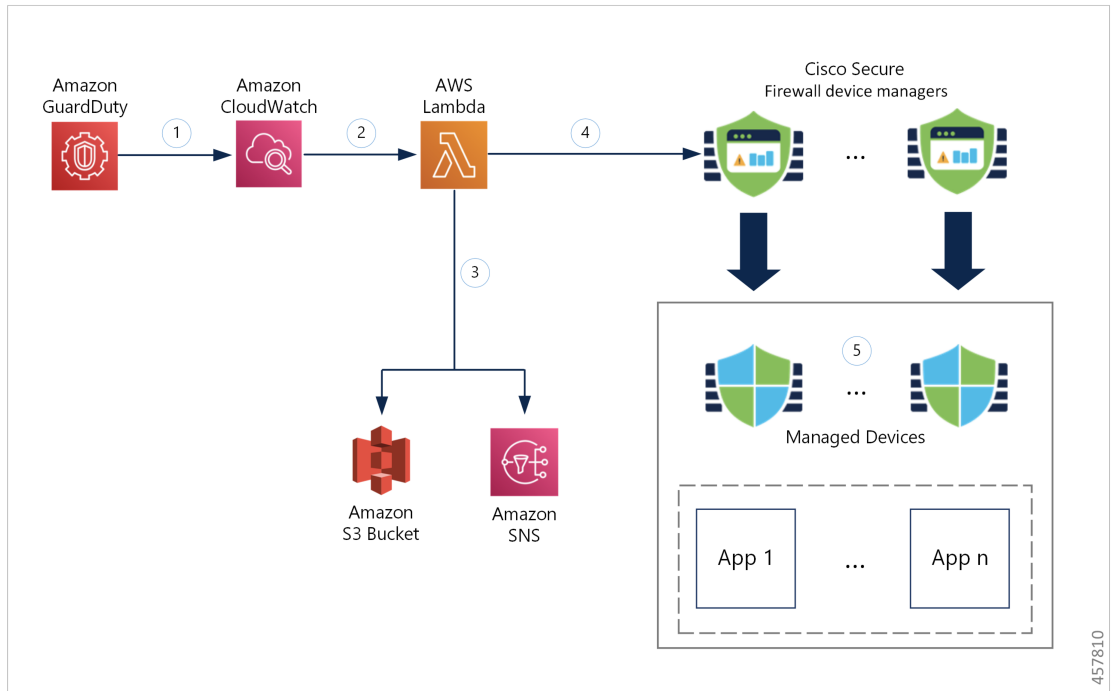 Amazon
GuardDuty
Amazon
CloudWatch
AWS
Lambda
Cisco Secure
Firewall device managers
1
2
4
...
3
5
...
Managed Devices
Amazon
S3 Bucket
Amazon
SNS
App 1
...
App n
457810